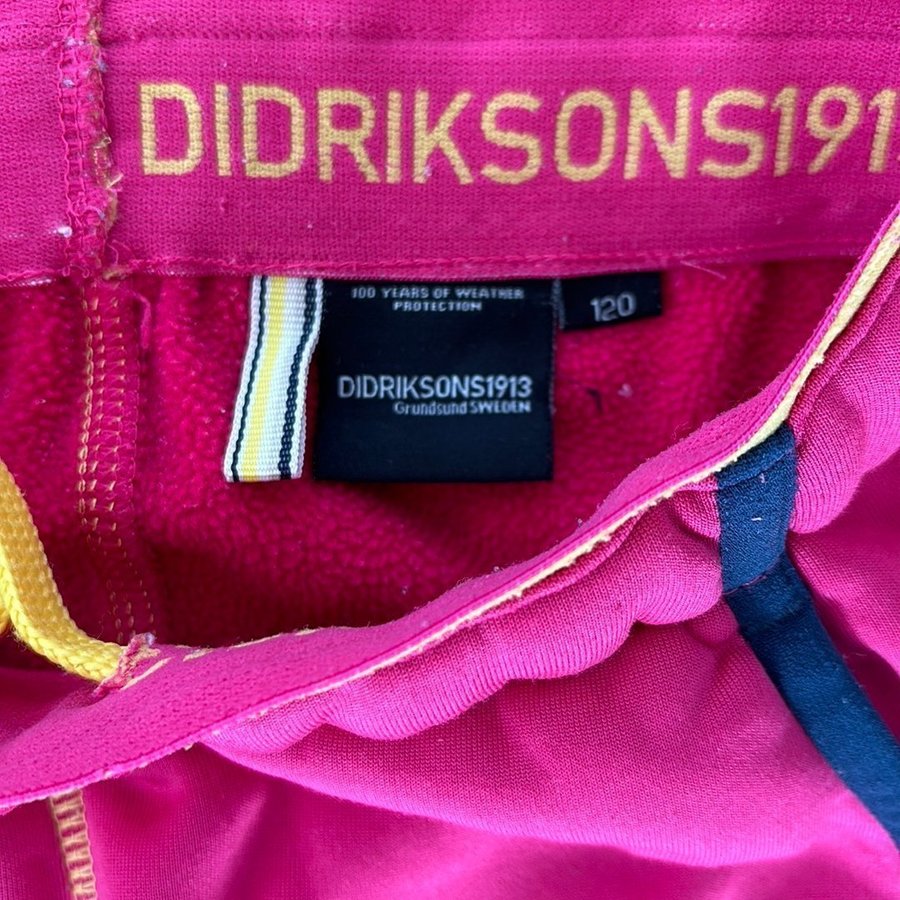 DIDRIKSONS191
100 YEARS OF WEATHER
PROTECTION
120
DIDRIKSONS1913
Grundsund SWEDEN